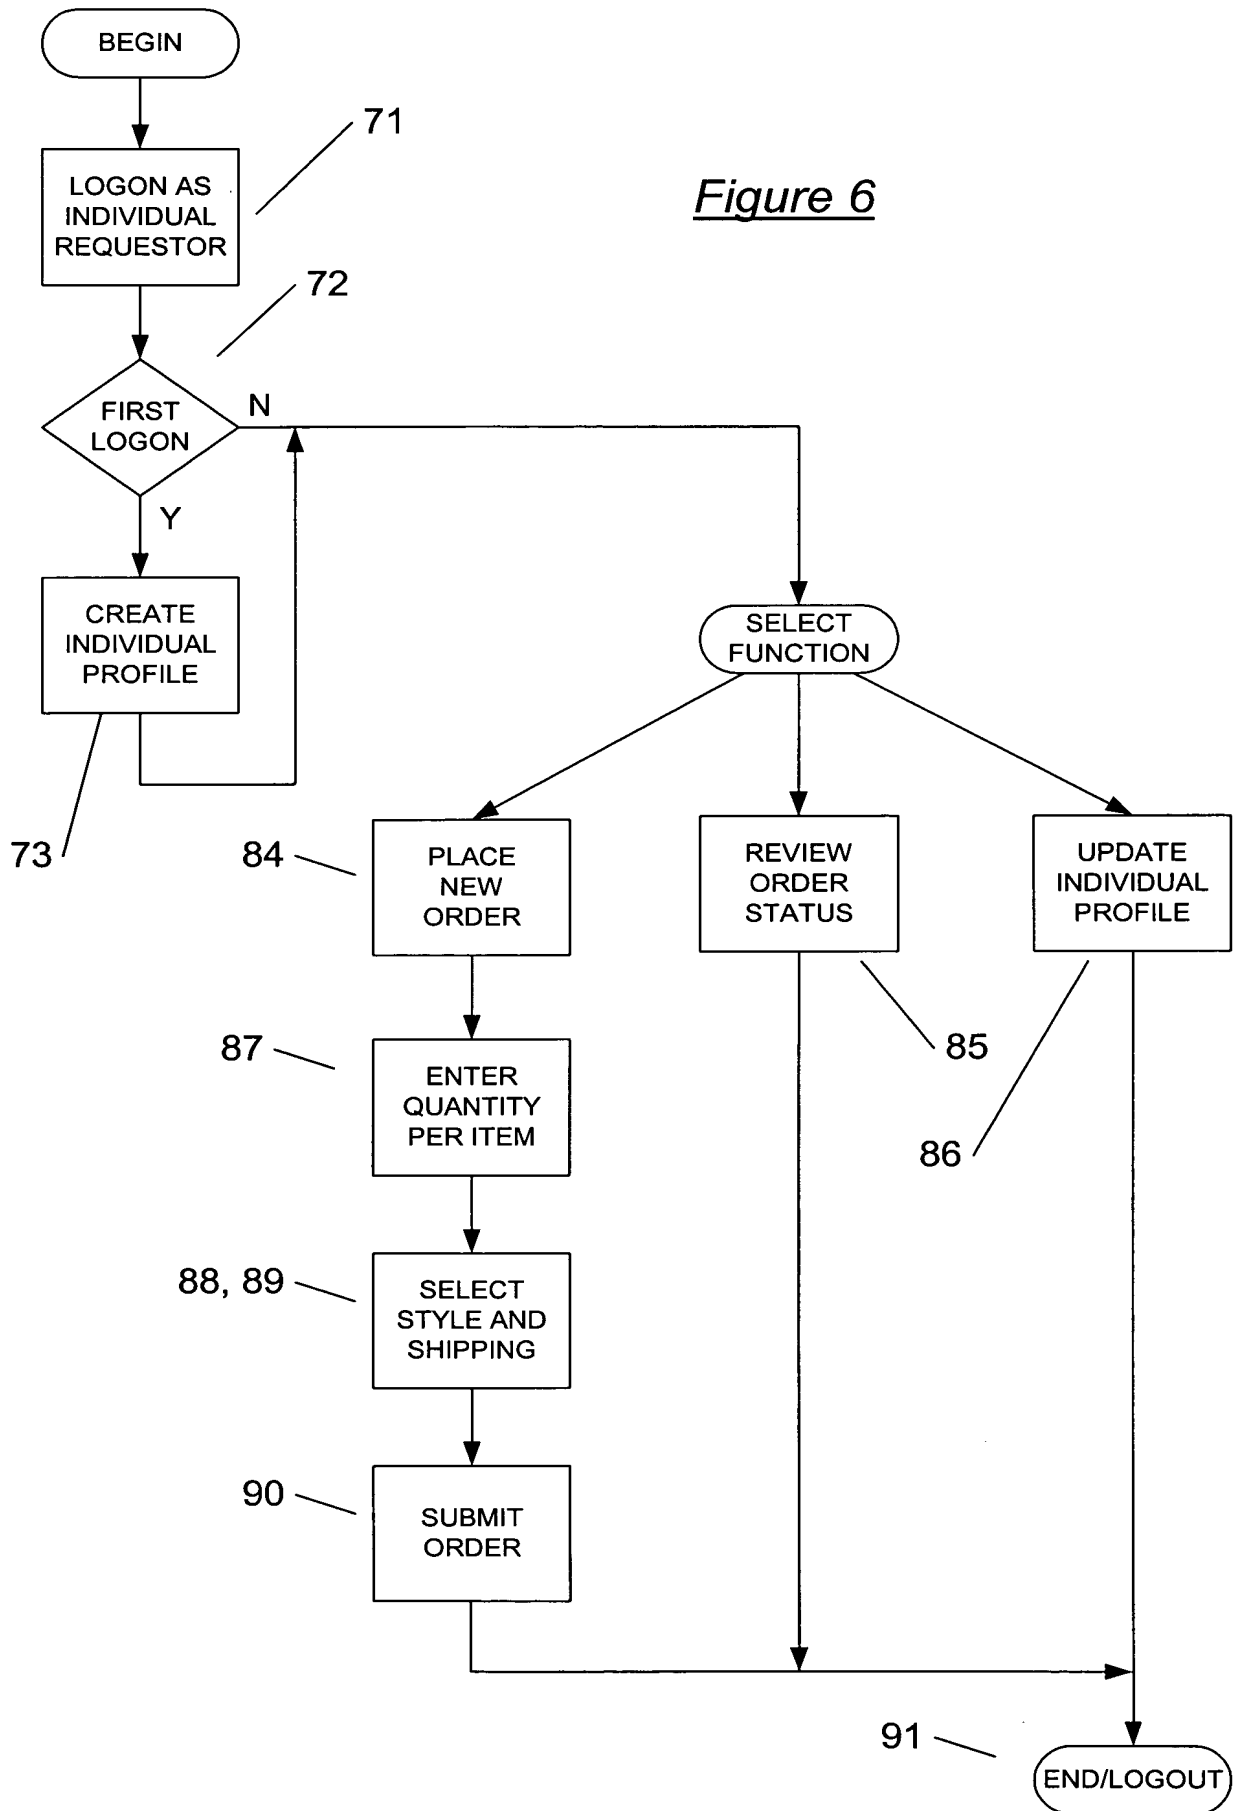 BEGIN
71
LOGON AS
INDIVIDUAL
REQUESTOR
Figure 6
72
FIRST
LOGON
N
Y
CREATE
INDIVIDUAL
PROFILE
73
SELECT
FUNCTION
84
PLACE
NEW
ORDER
REVIEW
ORDER
STATUS
UPDATE
INDIVIDUAL
PROFILE
85
86
87
ENTER
QUANTITY
PER ITEM
88, 89
SELECT
STYLE AND
SHIPPING
90
SUBMIT
ORDER
91
END/LOGOUT